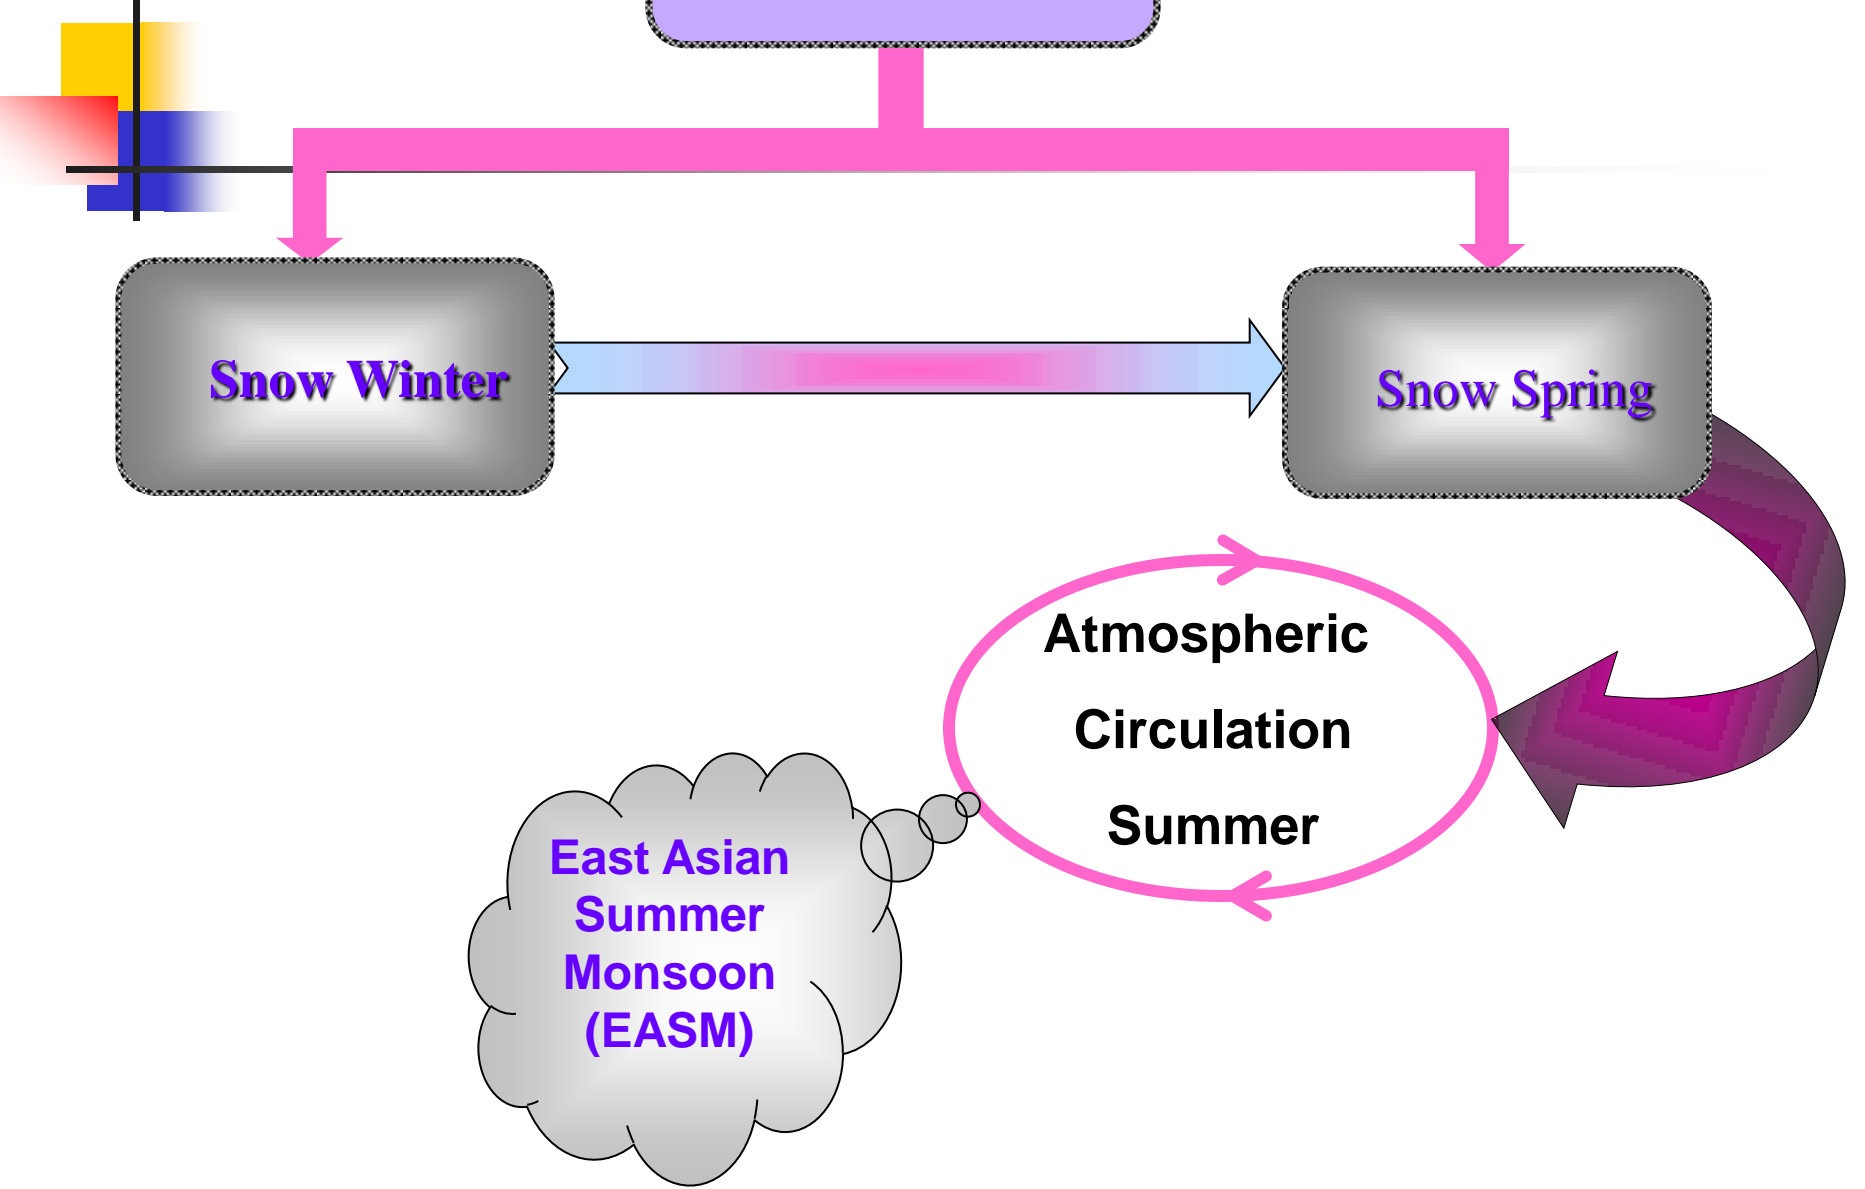 Snow Winter
Snow Spring
Atmospheric
Circulation
Summer
East Asian
Summer
Monsoon
(EASM)